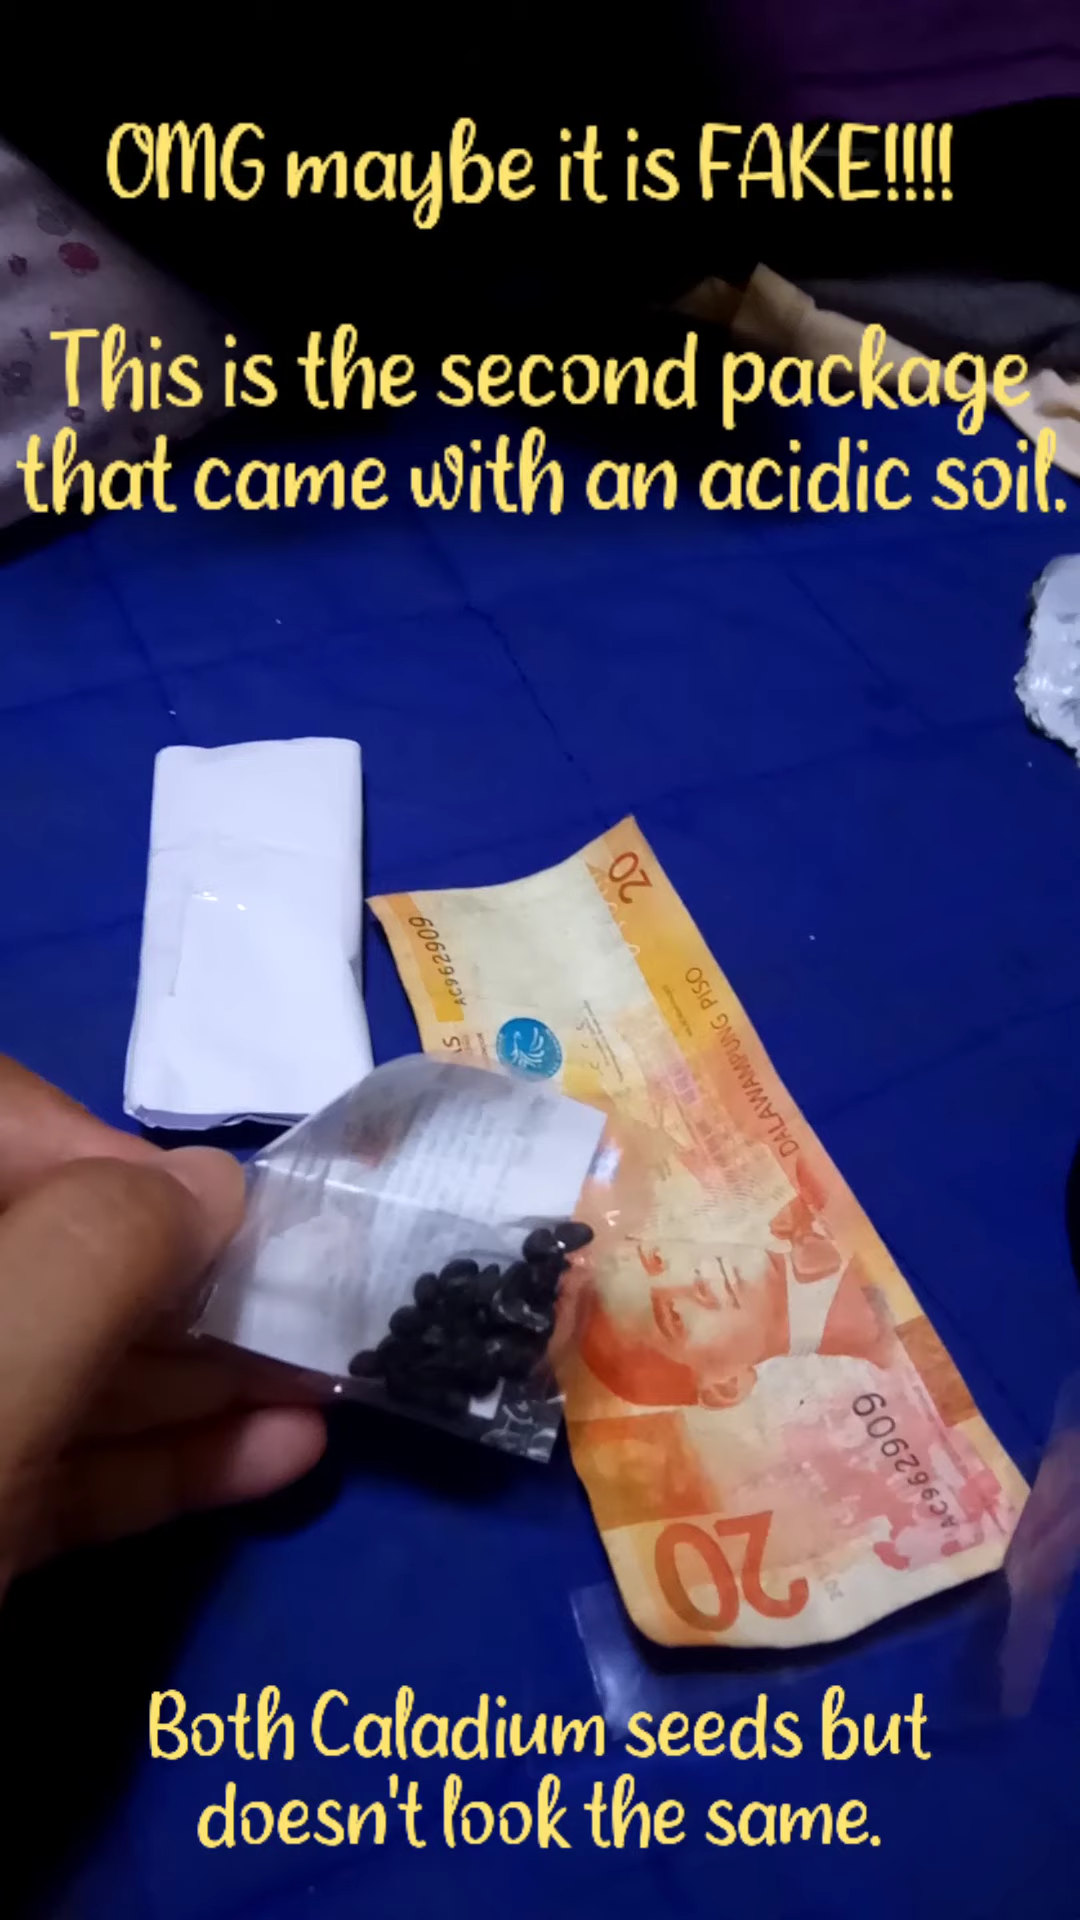 OMG maybe it is FAKE!!!!
This is the second package
that came with an acidic soil.
20
AC962909
DALAWAMPUNG PISO
AC962909
20
Both Caladium seeds but
doesn't look the same.